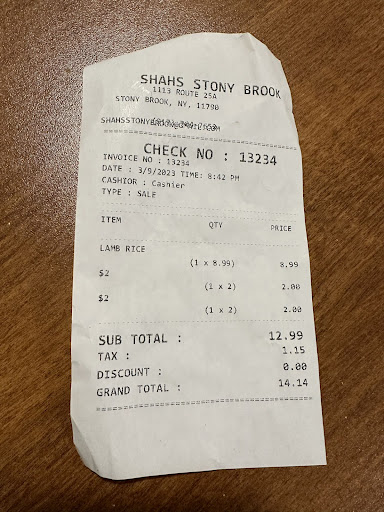 SHAHS STONY BROOK
1113 ROUTE 25A
STONY BROOK, NY, 11790
CHECK NO : 13234
INVOICE NO : 13234
DATE : 3/9/2023 TIME: 8:42 PM
CASHIOR : Cashier
TYPE : SALE
ITEM QTY PRICE
LAMB RICE
(1 x 8.99) 8.99
$2
(1 x 2) 2.00
$2
(1 x 2) 2.00
SUB TOTAL : 12.99
TAX : 1.15
DISCOUNT : 0.00
GRAND TOTAL : 14.14